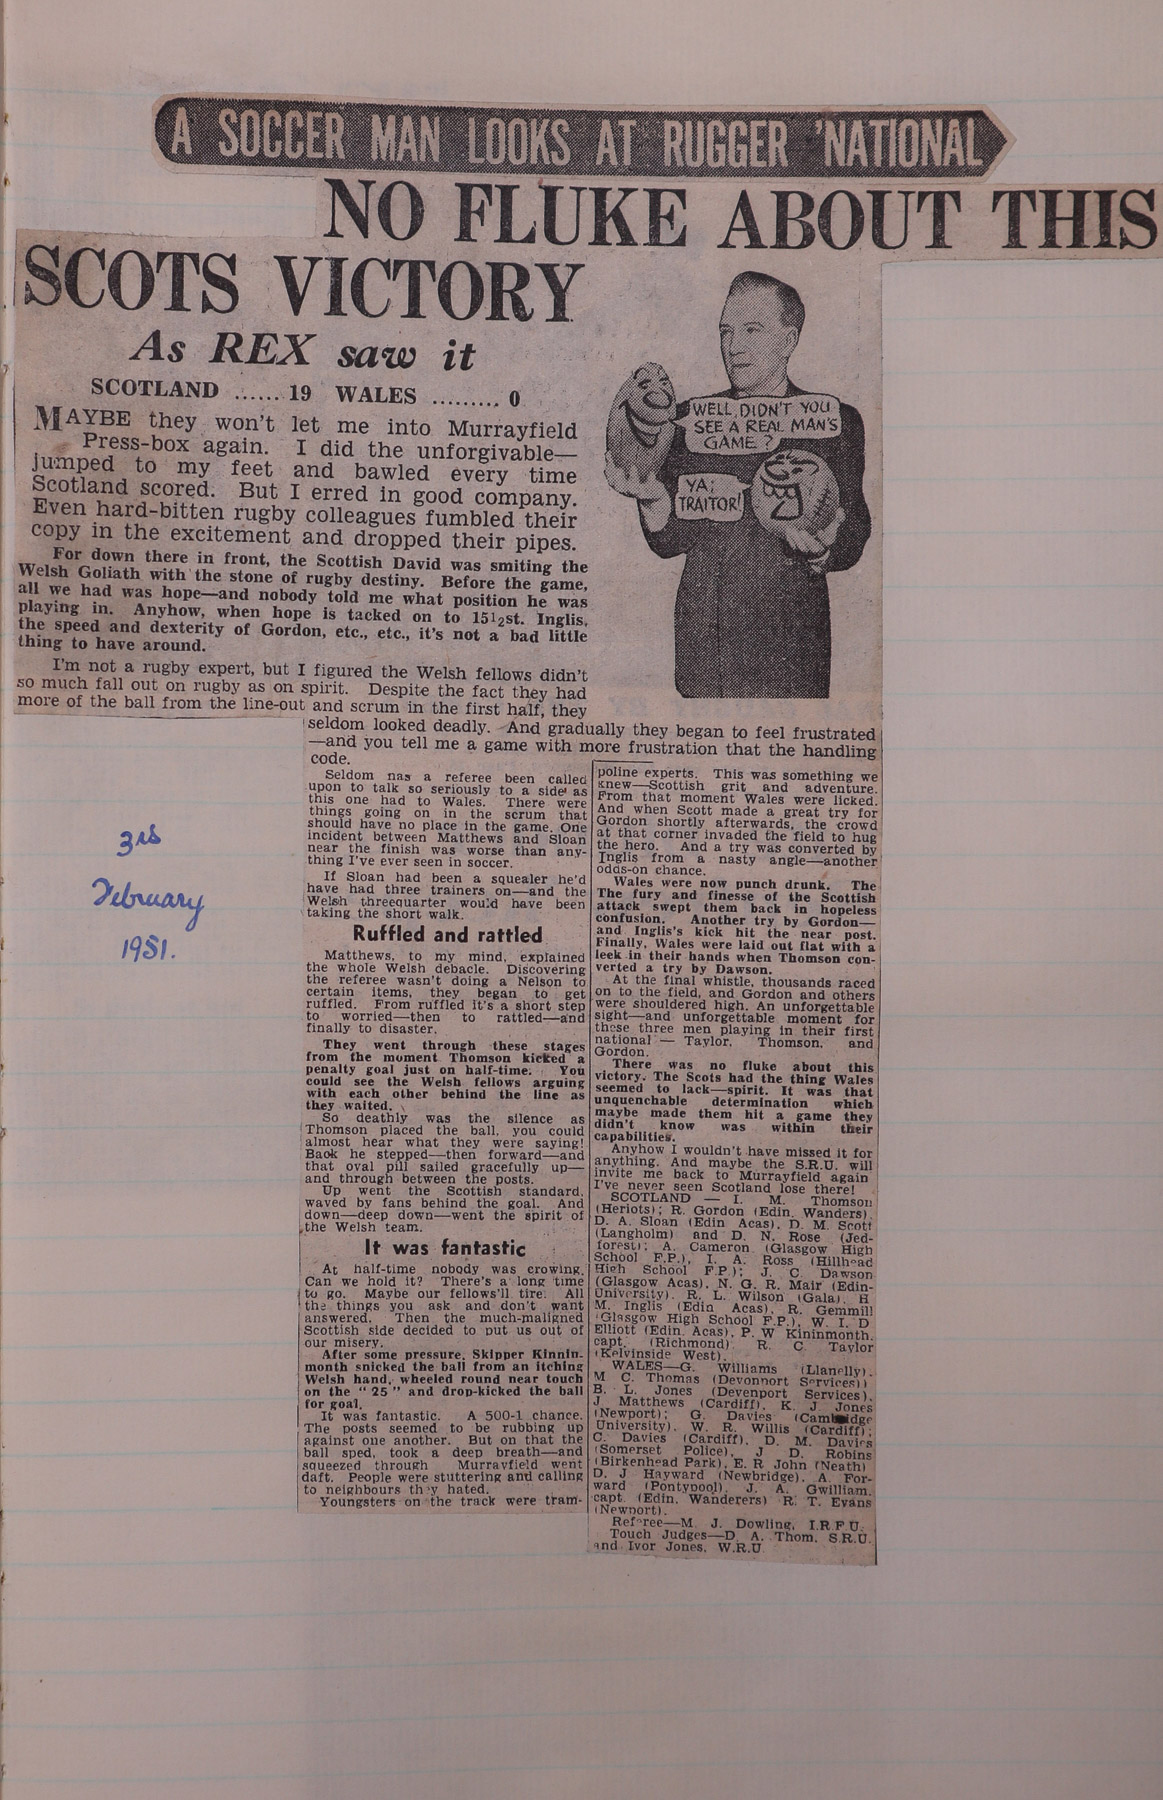 A SOCCER MAN LOOKS AT RUGGER 'NATIONAL
NO FLUKE ABOUT THIS
SCOTS VICTORY
As REX saw it
SCOTLAND ...... 19 WALES ......... 0
MAYBE they won't let me into Murrayfield
Press-box again. I did the unforgivable—
jumped to my feet and bawled every time
Scotland scored. But I erred in good company.
Even hard-bitten rugby colleagues fumbled their
copy in the excitement and dropped their pipes.
For down there in front, the Scottish David was smiting the
Welsh Goliath with the stone of rugby destiny. Before the game,
all we had was hope—and nobody told me what position he was
playing in. Anyhow, when hope is tacked on to 15½st. Inglis,
the speed and dexterity of Gordon, etc., etc., it's not a bad little
thing to have around.
I'm not a rugby expert, but I figured the Welsh fellows didn't
so much fall out on rugby as on spirit. Despite the fact they had
more of the ball from the line-out and scrum in the first half, they
seldom looked deadly. And gradually they began to feel frustrated
—and you tell me a game with more frustration that the handling
code.
WELL, DIDN'T YOU
SEE A REAL MAN'S
GAME?
YA,
TRAITOR!
3rd
February
1951.
Seldom has a referee been called
upon to talk so seriously to a side as
this one had to Wales. There were
things going on in the scrum that
should have no place in the game. One
incident between Matthews and Sloan
near the finish was worse than any-
thing I've ever seen in soccer.
If Sloan had been a squealer he'd
have had three trainers on—and the
Welsh threequarter would have been
taking the short walk.
Ruffled and rattled
Matthews, to my mind, explained
the whole Welsh debacle. Discovering
the referee wasn't doing a Nelson to
certain items, they began to get
ruffled. From ruffled it's a short step
to worried—then to rattled—and
finally to disaster.
They went through these stages
from the moment Thomson kicked a
penalty goal just on half-time. You
could see the Welsh fellows arguing
with each other behind the line as
they waited.
So deathly was the silence as
Thomson placed the ball, you could
almost hear what they were saying!
Back he stepped—then forward—and
that oval pill sailed gracefully up—
and through between the posts.
Up went the Scottish standard,
waved by fans behind the goal. And
down—deep down—went the spirit of
the Welsh team.
It was fantastic
At half-time nobody was crowing.
Can we hold it? There's a long time
to go. Maybe our fellows'll tire. All
the things you ask and don't want
answered. Then the much-maligned
Scottish side decided to put us out of
our misery.
After some pressure, Skipper Kinnin-
month snicked the ball from an itching
Welsh hand, wheeled round near touch
on the "25" and drop-kicked the ball
for goal.
It was fantastic. A 500-1 chance.
The posts seemed to be rubbing up
against one another. But on that the
ball sped, took a deep breath—and
squeezed through Murrayfield went
daft. People were stuttering and calling
to neighbours they hated.
Youngsters on the track were tram-
poline experts. This was something we
knew—Scottish grit and adventure.
From that moment Wales were licked.
And when Scott made a great try for
Gordon shortly afterwards, the crowd
at that corner invaded the field to hug
the hero. And a try was converted by
Inglis from a nasty angle—another
odds-on chance.
Wales were now punch drunk. The
The fury and finesse of the Scottish
attack swept them back in hopeless
confusion. Another try by Gordon—
and Inglis's kick hit the near post.
Finally, Wales were laid out flat with a
leek in their hands when Thomson con-
verted a try by Dawson.
At the final whistle, thousands raced
on to the field, and Gordon and others
were shouldered high. An unforgettable
sight—and unforgettable moment for
these three men playing in their first
national — Taylor, Thomson, and
Gordon.
There was no fluke about this
victory. The Scots had the thing Wales
seemed to lack—spirit. It was that
unquenchable determination which
maybe made them hit a game they
didn't know was within their
capabilities.
Anyhow I wouldn't have missed it for
anything. And maybe the S.R.U. will
invite me back to Murrayfield again
I've never seen Scotland lose there!
SCOTLAND — I. M. Thomson
(Heriots); R. Gordon (Edin. Wanders),
D. A. Sloan (Edin Acas), D. M. Scott
(Langholm) and D. N. Rose (Jed-
forest); A. Cameron (Glasgow High
School F.P.), I. A. Ross (Hillhead
High School F.P.); J. C. Dawson
(Glasgow Acas), N. G. R. Mair (Edin-
University). R. L. Wilson (Gala). H
M. Inglis (Edin Acas), R. Gemmill
(Glasgow High School F.P.), W. I. D
Elliott (Edin. Acas), P. W Kininmonth,
capt. (Richmond) R. C. Taylor
(Kelvinside West).
WALES—G. Williams (Llanelly).
M C. Thomas (Devonport Services))
B. L. Jones (Devenport Services),
J Matthews (Cardiff), K. J. Jones
(Newport); G. Davies (Cambridge
University), W. R. Willis (Cardiff);
C. Davies (Cardiff), D. M. Davies
(Somerset Police), J D. Robins
(Birkenhead Park), E. R John (Neath)
D. J Hayward (Newbridge), A. For-
ward (Pontypool), J. A. Gwilliam,
capt. (Edin. Wanderers) R. T. Evans
(Newport).
Referee—M. J. Dowling, I.R.F.U.
Touch Judges—D. A. Thom, S.R.U.
and Ivor Jones, W.R.U